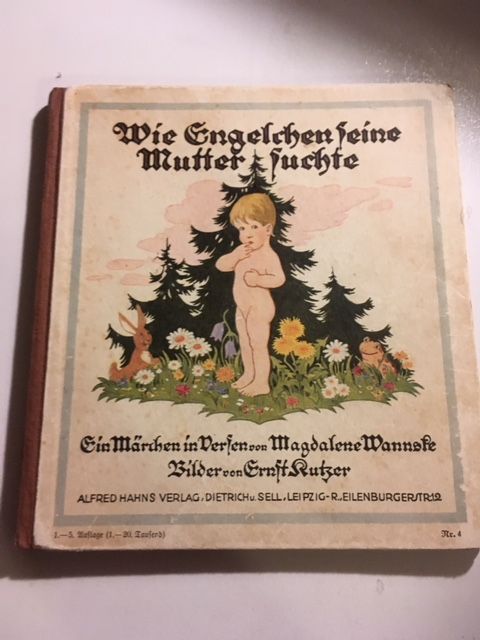 Wie Engelchen seine
Mutter suchte
Ein Märchen in Versen von Magdalene Wannske
Bilder von Ernst Kutzer
ALFRED HAHNS VERLAG, DIETRICH u. SELL, LEIPZIG-R., EILENBURGERSTR. 12
1.—5. Auflage (1.—20. Tausend)
Nr. 4